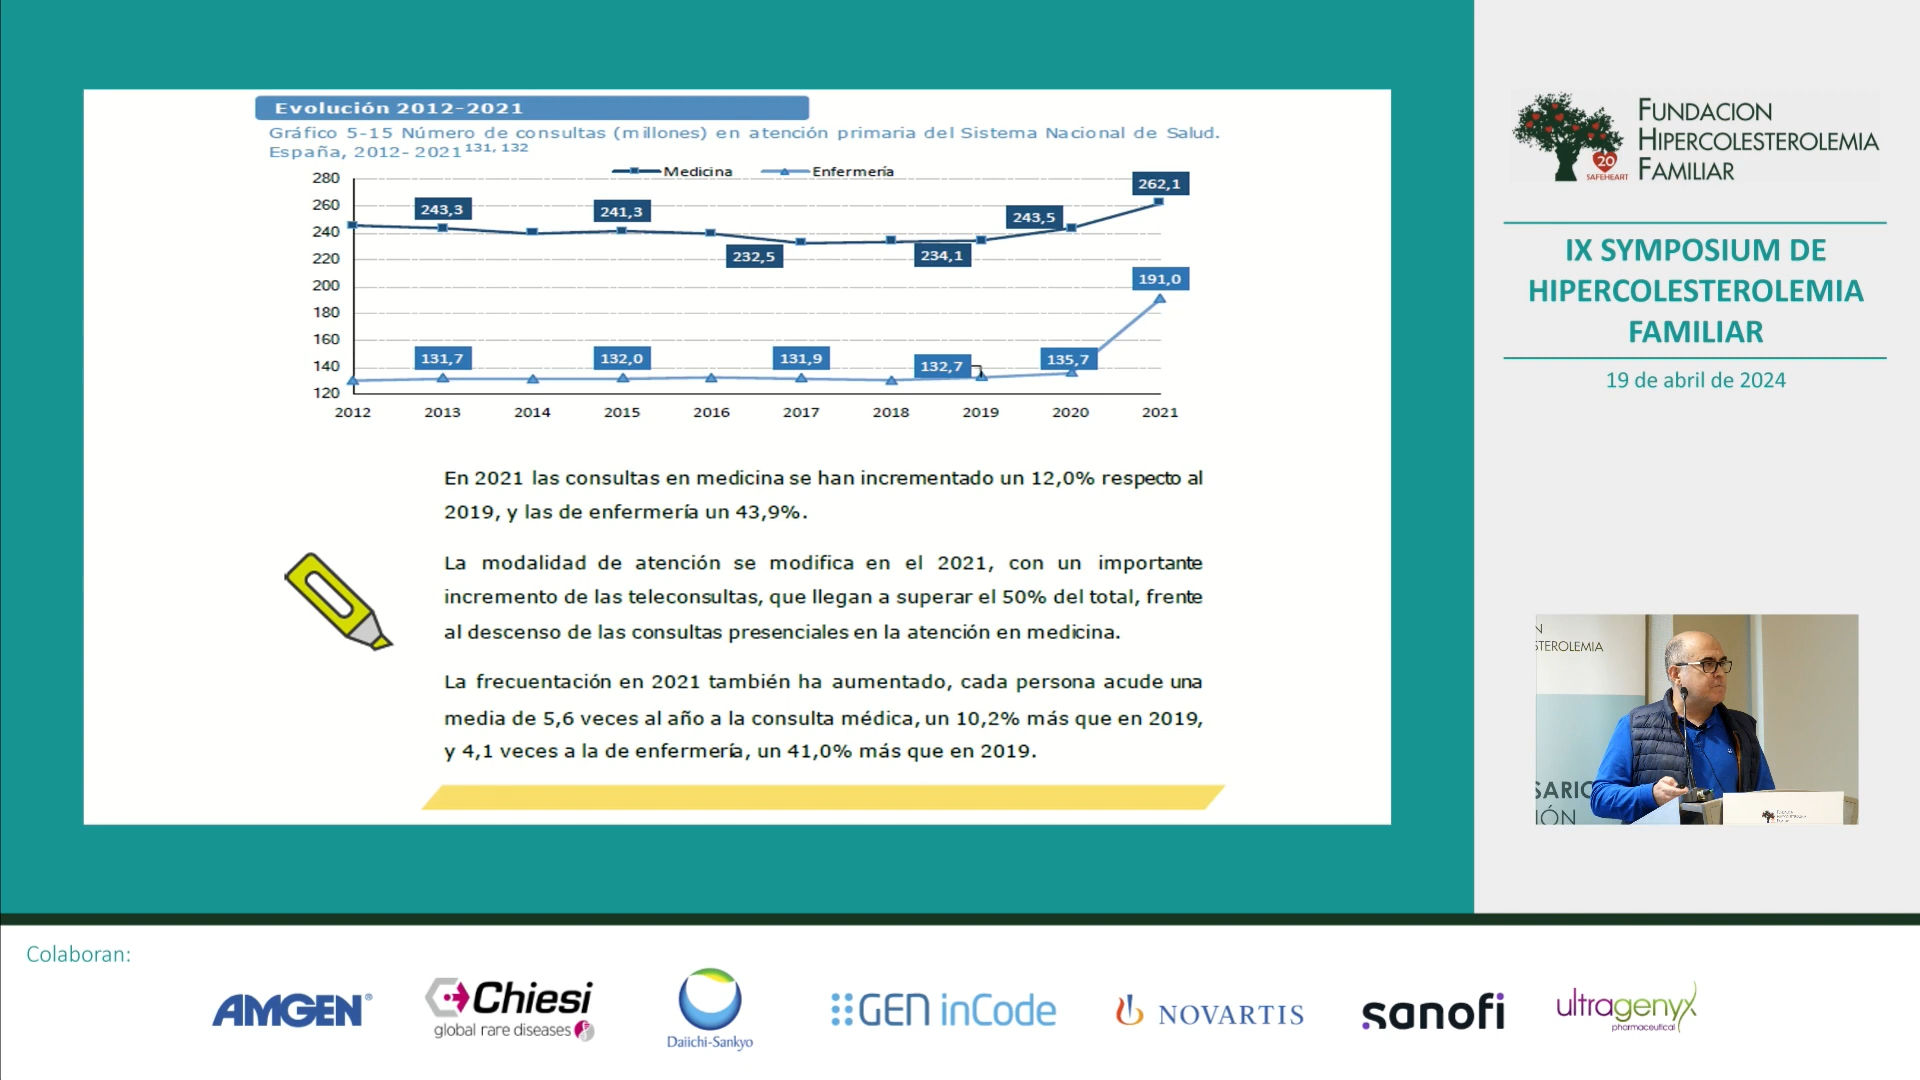 Evolución 2012-2021
Gráfico 5-15 Número de consultas (millones) en atención primaria del Sistema Nacional de Salud.
España, 2012- 2021 131, 132
Medicina
Enfermería
280
260
240
220
200
180
160
140
120
243,3
241,3
232,5
234,1
243,5
262,1
131,7
132,0
131,9
132,7
135,7
191,0
2012 2013 2014 2015 2016 2017 2018 2019 2020 2021
En 2021 las consultas en medicina se han incrementado un 12,0% respecto al
2019, y las de enfermería un 43,9%.
La modalidad de atención se modifica en el 2021, con un importante
incremento de las teleconsultas, que llegan a superar el 50% del total, frente
al descenso de las consultas presenciales en la atención en medicina.
La frecuentación en 2021 también ha aumentado, cada persona acude una
media de 5,6 veces al año a la consulta médica, un 10,2% más que en 2019,
y 4,1 veces a la de enfermería, un 41,0% más que en 2019.
FUNDACION
HIPERCOLESTEROLEMIA
FAMILIAR
20
SAFEHEART
IX SYMPOSIUM DE
HIPERCOLESTEROLEMIA
FAMILIAR
19 de abril de 2024
N
STEROLEMIA
SARIO
IÓN
Colaboran:
AMGEN®
Chiesi
global rare diseases
Daiichi-Sankyo
GEN inCode
NOVARTIS
sanofi
ultragenyx
pharmaceutical